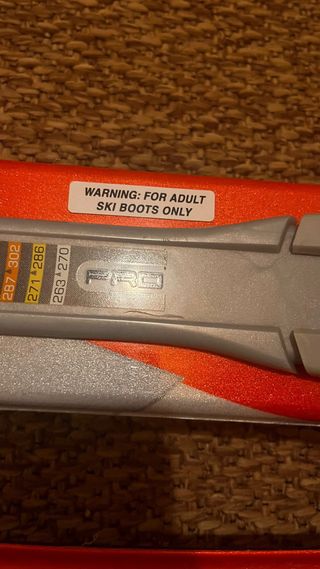 WARNING: FOR ADULT
SKI BOOTS ONLY
287▲302
271▲286
263▲270
PRO